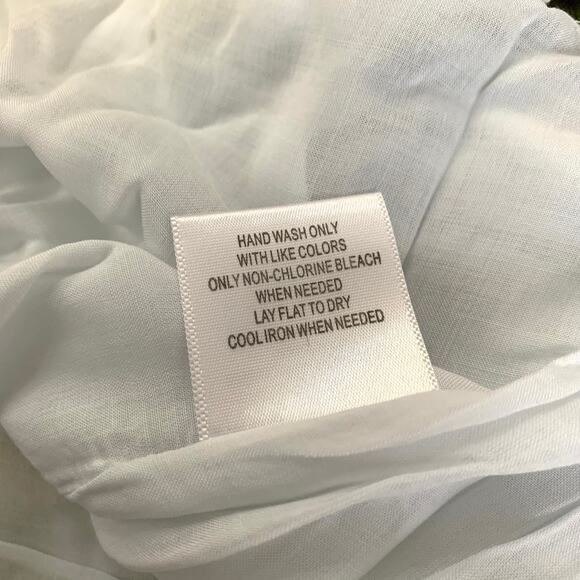 HAND WASH ONLY
WITH LIKE COLORS
ONLY NON-CHLORINE BLEACH
WHEN NEEDED
LAY FLAT TO DRY
COOL IRON WHEN NEEDED